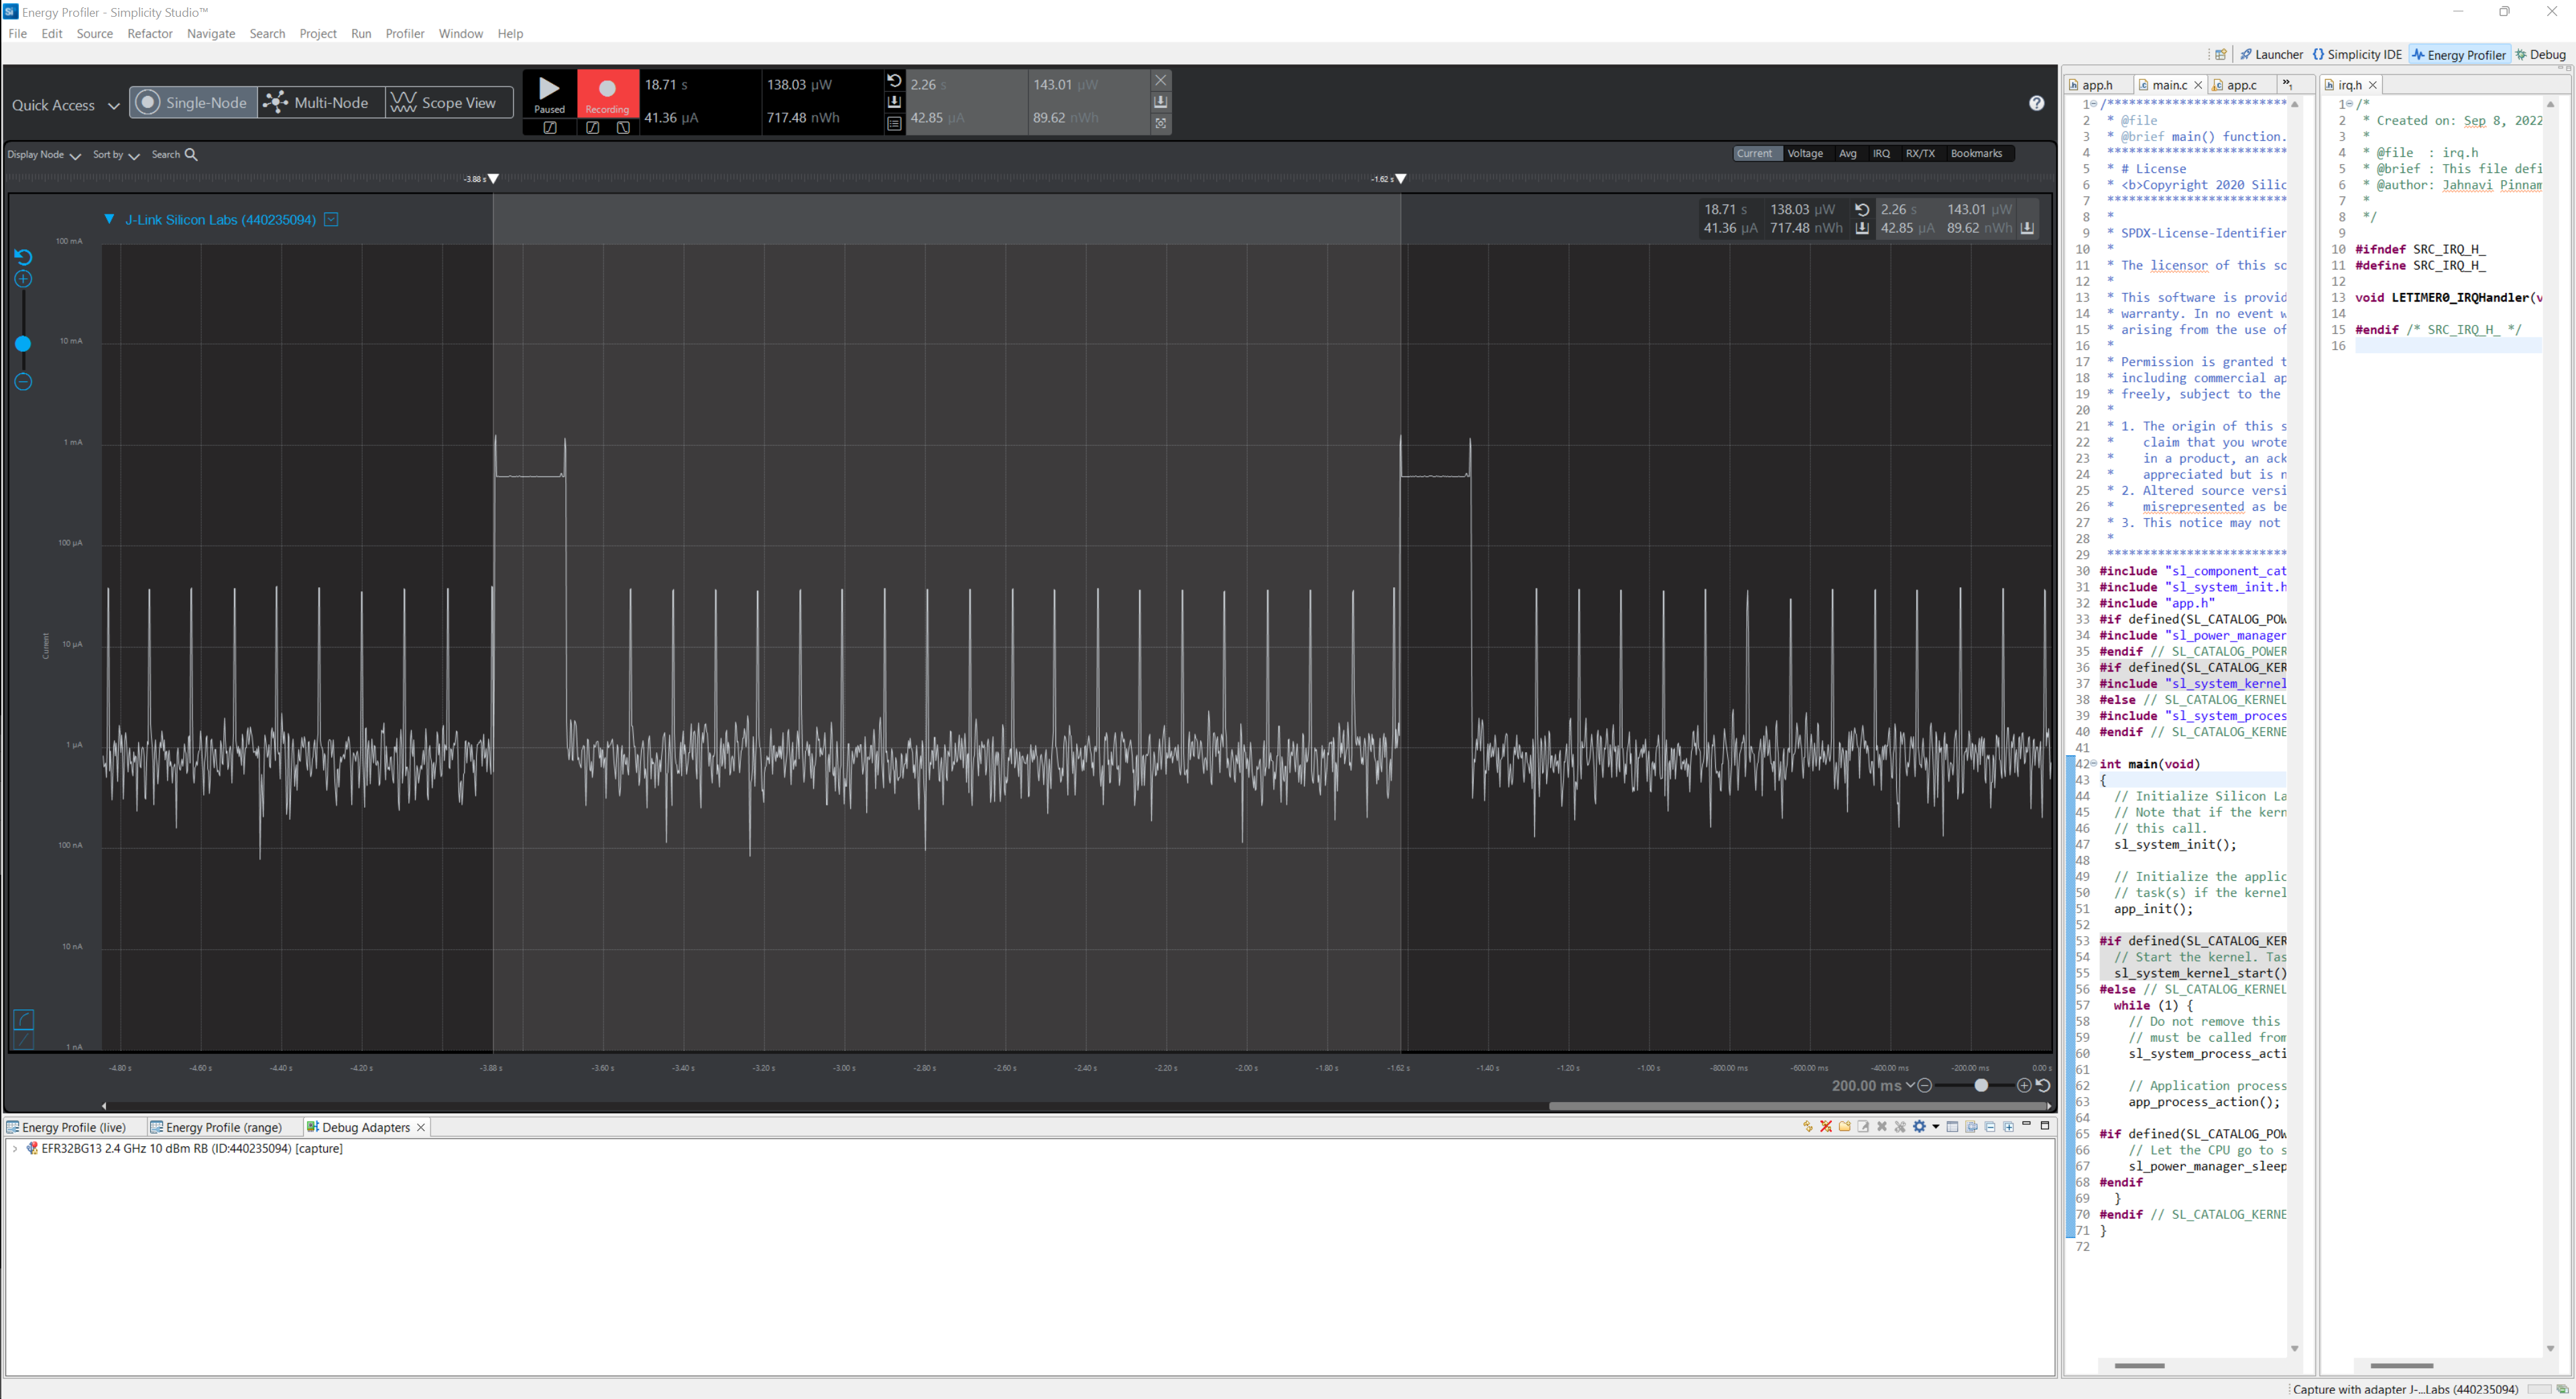 Energy Profiler - Simplicity Studio™
File Edit Source Refactor Navigate Search Project Run Profiler Window Help
Launcher Simplicity IDE Energy Profiler Debug
Quick Access Single-Node Multi-Node Scope View
Paused Recording
18.71 s 138.03 µW 2.26 s 143.01 µW
41.36 µA 717.48 nWh 42.85 µA 89.62 nWh
Display Node Sort by Search
Current Voltage Avg IRQ RX/TX Bookmarks
-3.88 s -1.62 s
J-Link Silicon Labs (440235094)
18.71 s 138.03 µW 2.26 s 143.01 µW
41.36 µA 717.48 nWh 42.85 µA 89.62 nWh
100 mA
10 mA
1 mA
100 µA
Current
10 µA
1 µA
100 nA
10 nA
1 nA
-4.80 s -4.60 s -4.40 s -4.20 s -3.88 s -3.60 s -3.40 s -3.20 s -3.00 s -2.80 s -2.60 s -2.40 s -2.20 s -2.00 s -1.80 s -1.62 s -1.40 s -1.20 s -1.00 s -800.00 ms -600.00 ms -400.00 ms -200.00 ms 0.00 s
200.00 ms
Energy Profile (live) Energy Profile (range) Debug Adapters
EFR32BG13 2.4 GHz 10 dBm RB (ID:440235094) [capture]
app.h main.c app.c
1 /*************************
2 * @file
3 * @brief main() function.
4 *************************
5 * # License
6 * <b>Copyright 2020 Silic
7 *************************
8 *
9 * SPDX-License-Identifier
10 *
11 * The licensor of this so
12 *
13 * This software is provid
14 * warranty. In no event w
15 * arising from the use of
16 *
17 * Permission is granted t
18 * including commercial ap
19 * freely, subject to the
20 *
21 * 1. The origin of this s
22 * claim that you wrote
23 * in a product, an ack
24 * appreciated but is n
25 * 2. Altered source versi
26 * misrepresented as be
27 * 3. This notice may not
28 *
29 *************************
30 #include "sl_component_cat
31 #include "sl_system_init.h
32 #include "app.h"
33 #if defined(SL_CATALOG_POW
34 #include "sl_power_manager
35 #endif // SL_CATALOG_POWER
36 #if defined(SL_CATALOG_KER
37 #include "sl_system_kernel
38 #else // SL_CATALOG_KERNEL
39 #include "sl_system_proces
40 #endif // SL_CATALOG_KERNE
41
42 int main(void)
43 {
44 // Initialize Silicon La
45 // Note that if the kern
46 // this call.
47 sl_system_init();
48
49 // Initialize the applic
50 // task(s) if the kernel
51 app_init();
52
53 #if defined(SL_CATALOG_KER
54 // Start the kernel. Tas
55 sl_system_kernel_start()
56 #else // SL_CATALOG_KERNEL
57 while (1) {
58 // Do not remove this
59 // must be called from
60 sl_system_process_acti
61
62 // Application process
63 app_process_action();
64
65 #if defined(SL_CATALOG_POW
66 // Let the CPU go to s
67 sl_power_manager_sleep
68 #endif
69 }
70 #endif // SL_CATALOG_KERNE
71 }
72
irq.h
1 /*
2 * Created on: Sep 8, 2022
3 *
4 * @file : irq.h
5 * @brief : This file defi
6 * @author: Jahnavi Pinnam
7 *
8 */
9
10 #ifndef SRC_IRQ_H_
11 #define SRC_IRQ_H_
12
13 void LETIMER0_IRQHandler(v
14
15 #endif /* SRC_IRQ_H_ */
16
Capture with adapter J-...Labs (440235094)